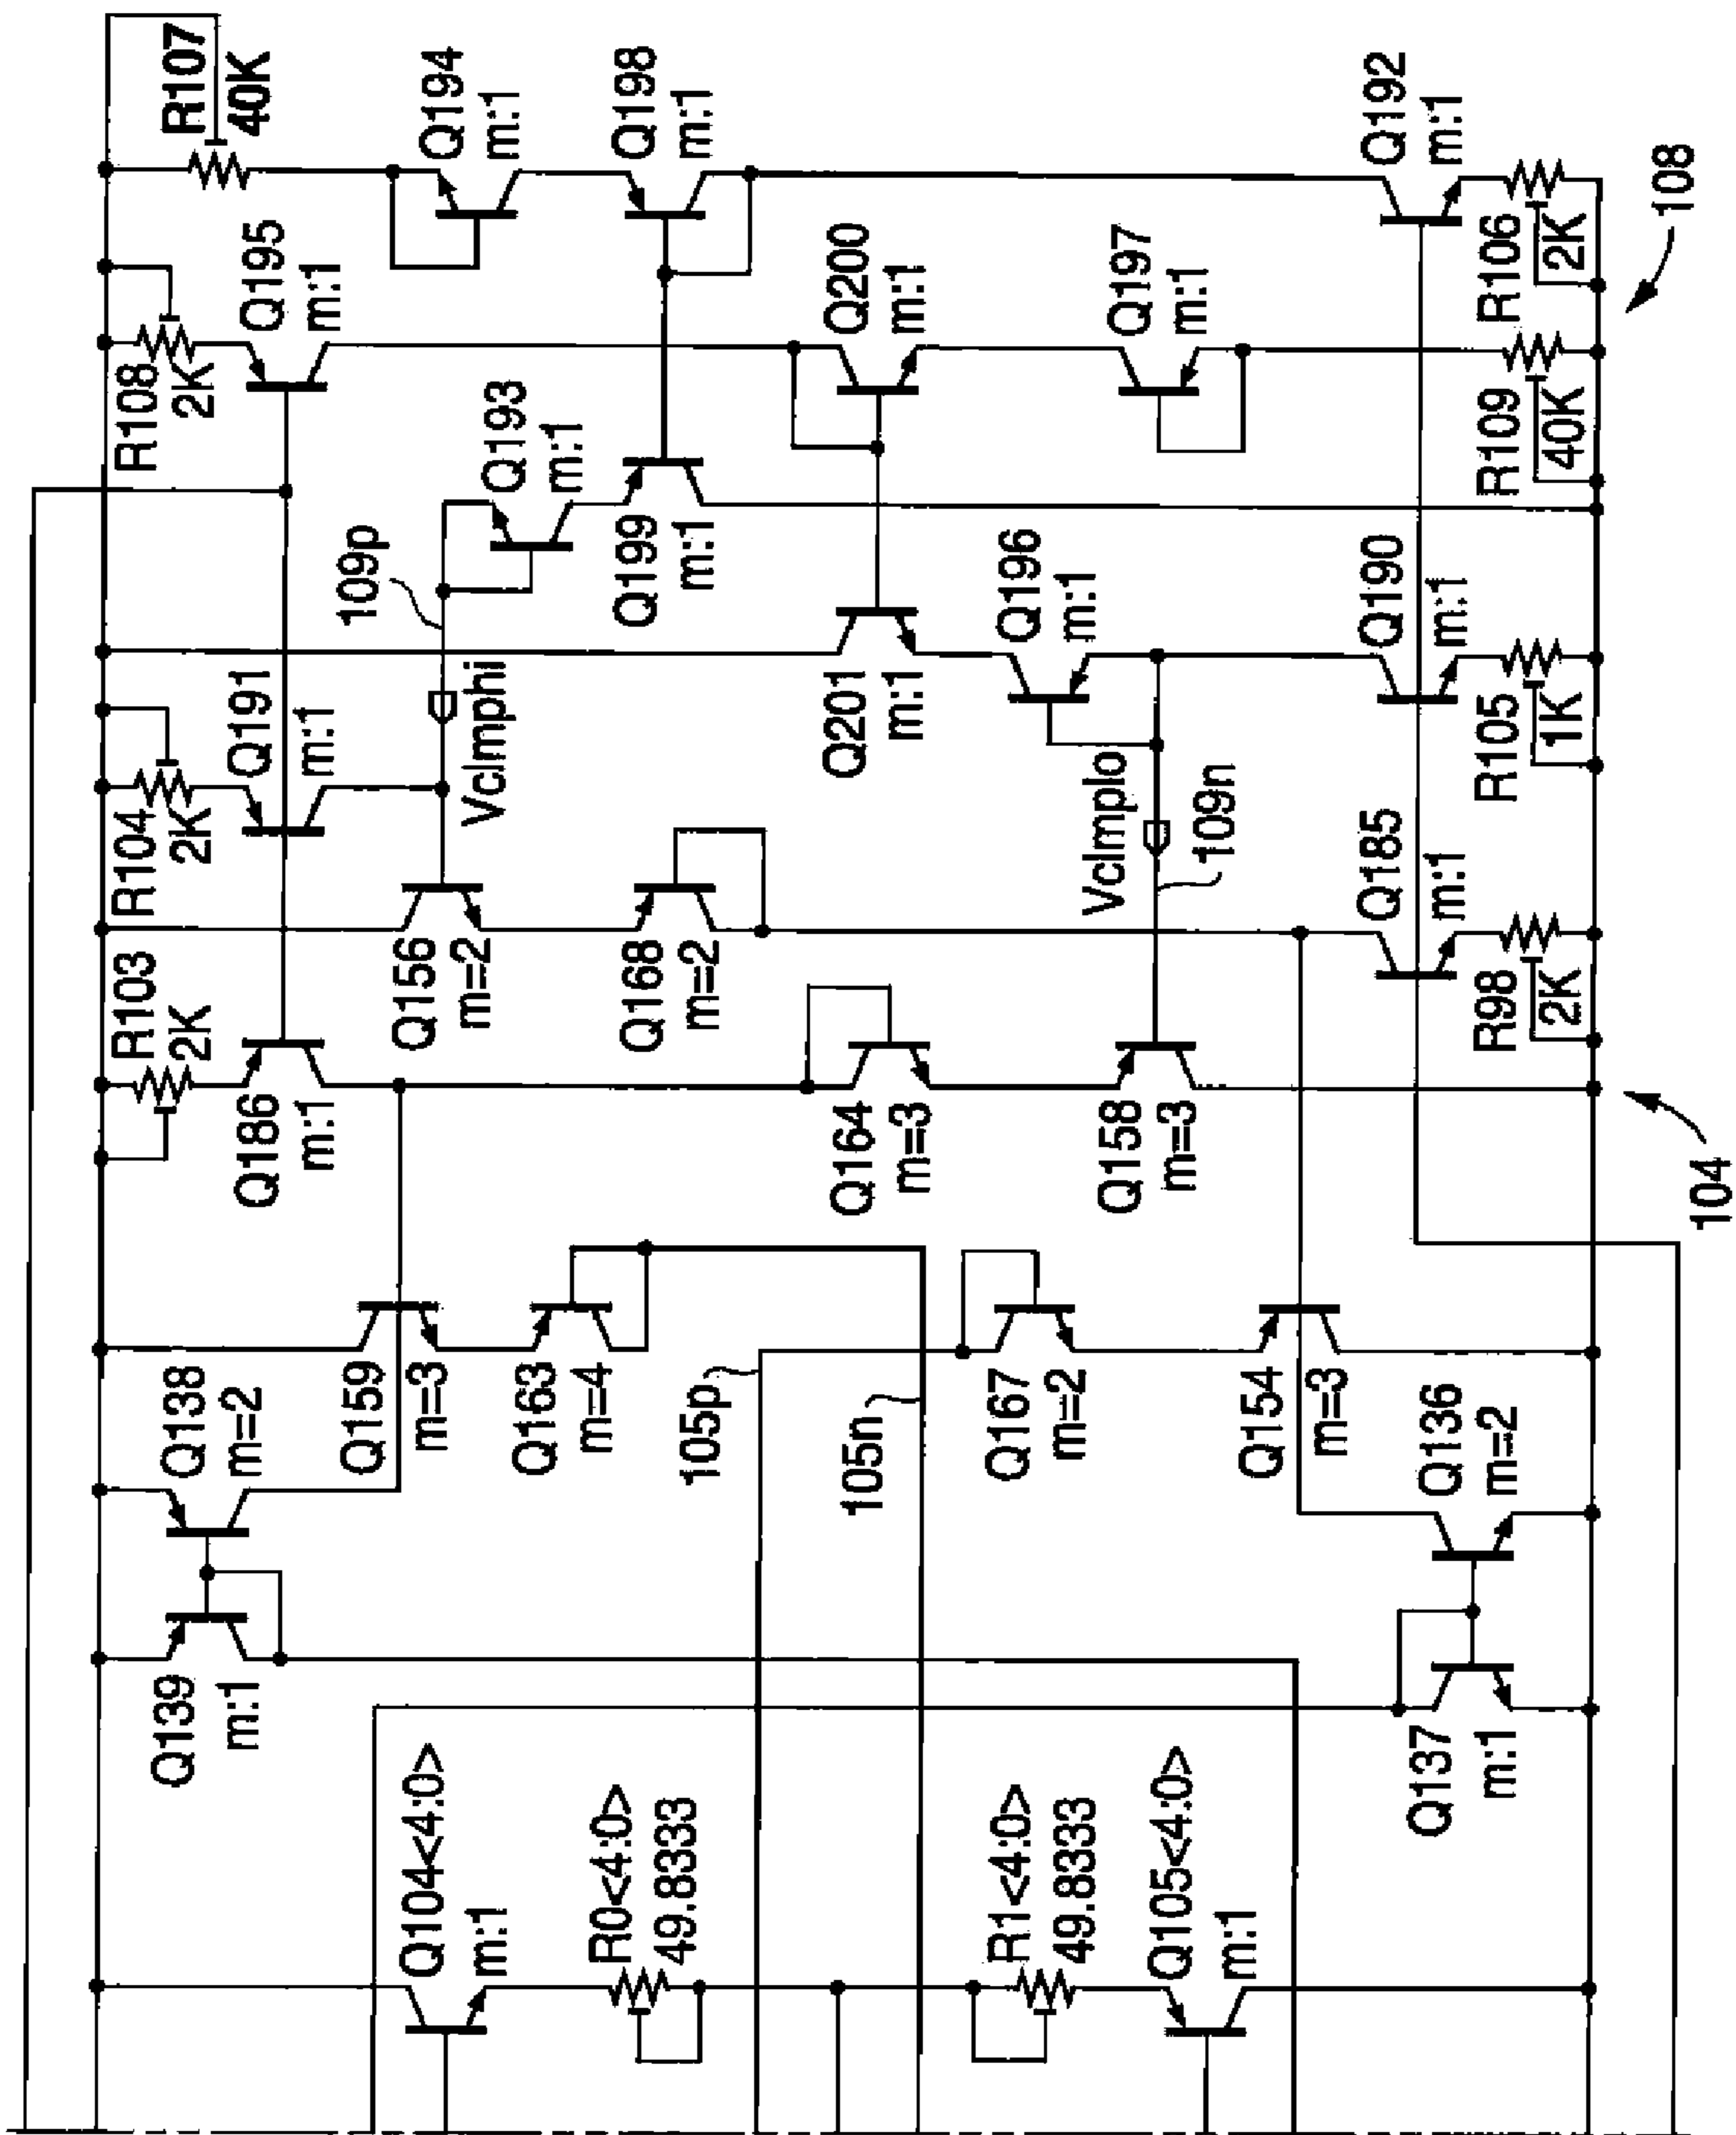 R107
40K
Q194
m:1
Q198
m:1
Q192
m:1
R106
2K
108
R108
2K
Q195
m:1
Q200
m:1
Q197
m:1
R109
40K
Q193
m:1
Q199
m:1
109p
Vclmphi
Q201
m:1
Q196
m:1
Q190
m:1
R105
1K
R104
2K
Q191
m:1
Vclmplo
109n
Q156
m=2
Q168
m=2
Q185
m:1
R98
2K
R103
2K
Q186
m:1
Q164
m=3
Q158
m=3
104
Q138
m=2
Q159
m=3
Q163
m=4
105p
105n
Q167
m=2
Q154
m=3
Q136
m=2
Q139
m:1
Q137
m:1
Q104<4:0>
m:1
R0<4:0>
49.8333
R1<4:0>
49.8333
Q105<4:0>
m:1